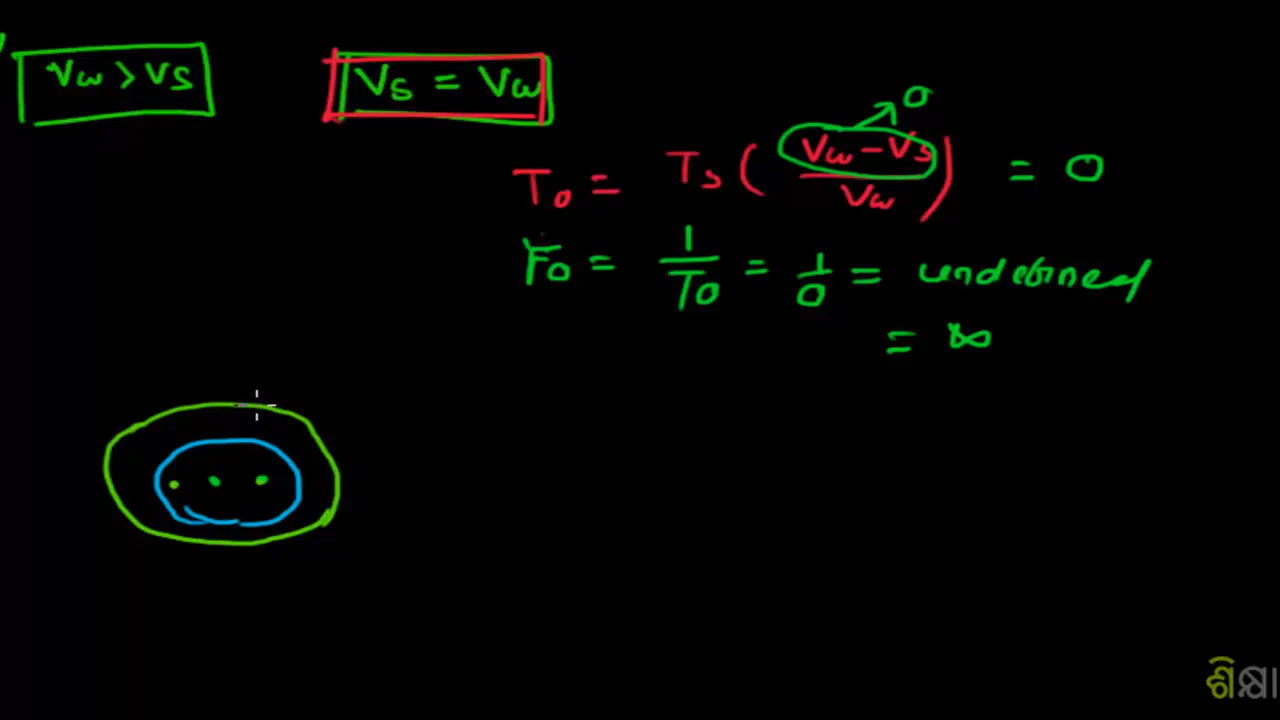 Vw > Vs
Vs = Vw
0
To = Ts ( Vw - Vs / Vw ) = 0
Fo = 1 / To = 1 / 0 = undefined
= ∞
ଶିକ୍ଷା